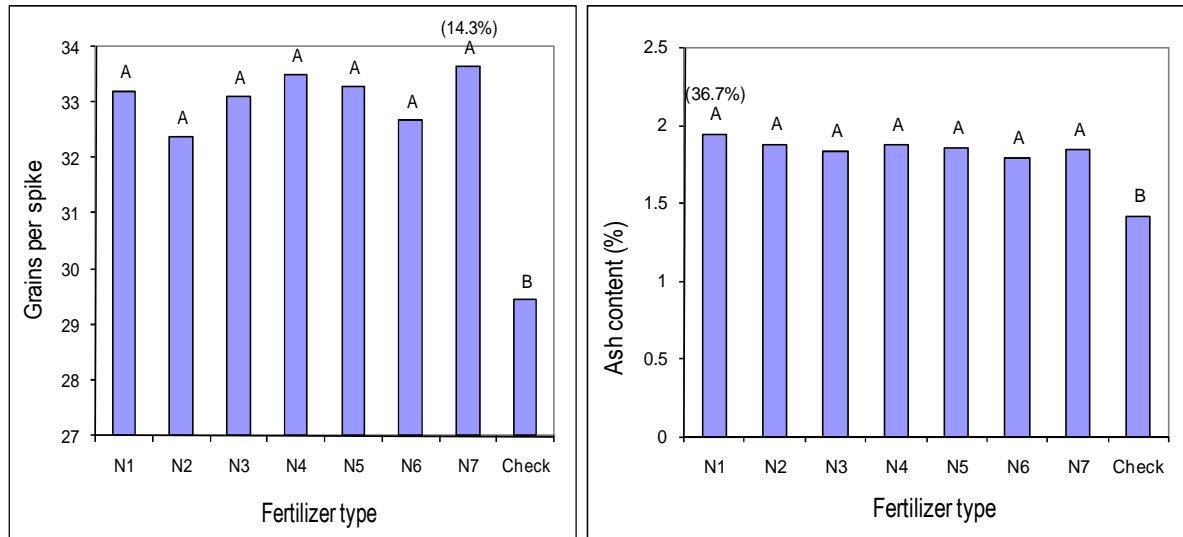 Grains per spike
34
33
32
31
30
29
28
27
A
A
A
A
A
A
(14.3%)
A
B
N1 N2 N3 N4 N5 N6 N7 Check
Fertilizer type
Ash content (%)
2.5
2
1.5
1
0.5
0
(36.7%)
A
A
A
A
A
A
A
B
N1 N2 N3 N4 N5 N6 N7 Check
Fertilizer type